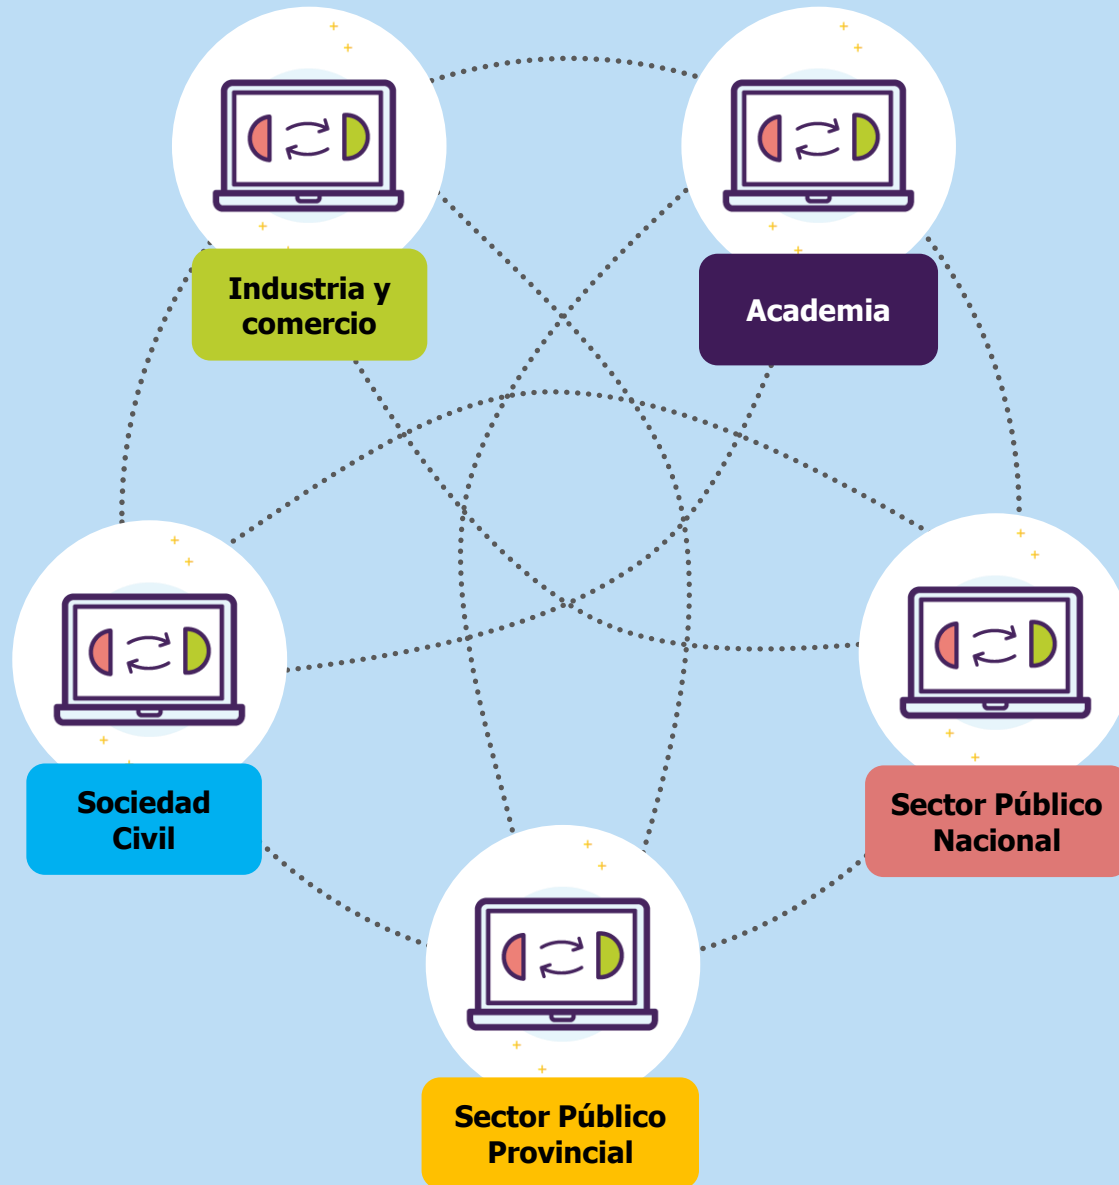 Industria y
comercio
Academia
Sociedad
Civil
Sector Público
Nacional
Sector Público
Provincial